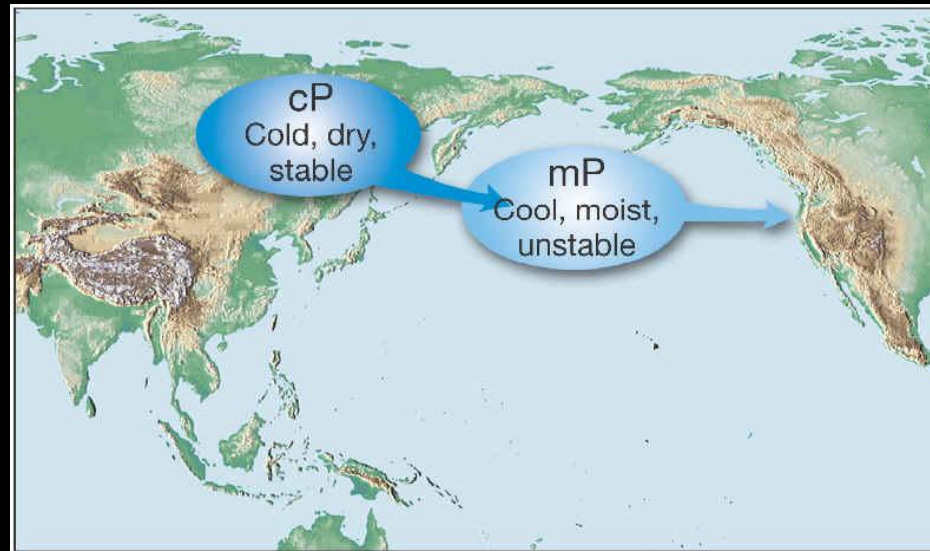 cP
Cold, dry,
stable
mP
Cool, moist,
unstable